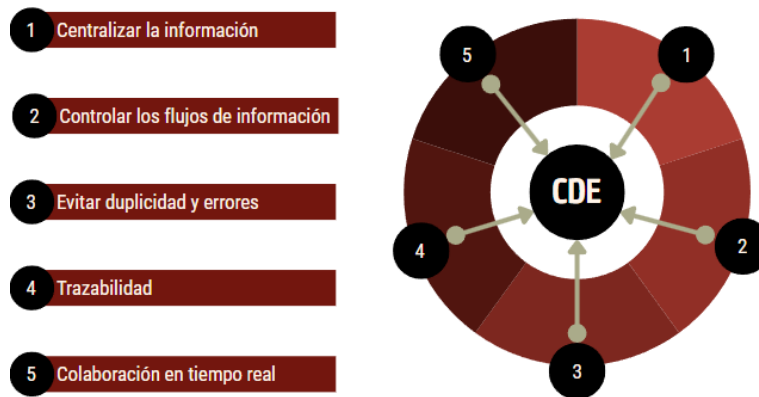 1 Centralizar la información
2 Controlar los flujos de información
3 Evitar duplicidad y errores
4 Trazabilidad
5 Colaboración en tiempo real
5
1
CDE
4
2
3